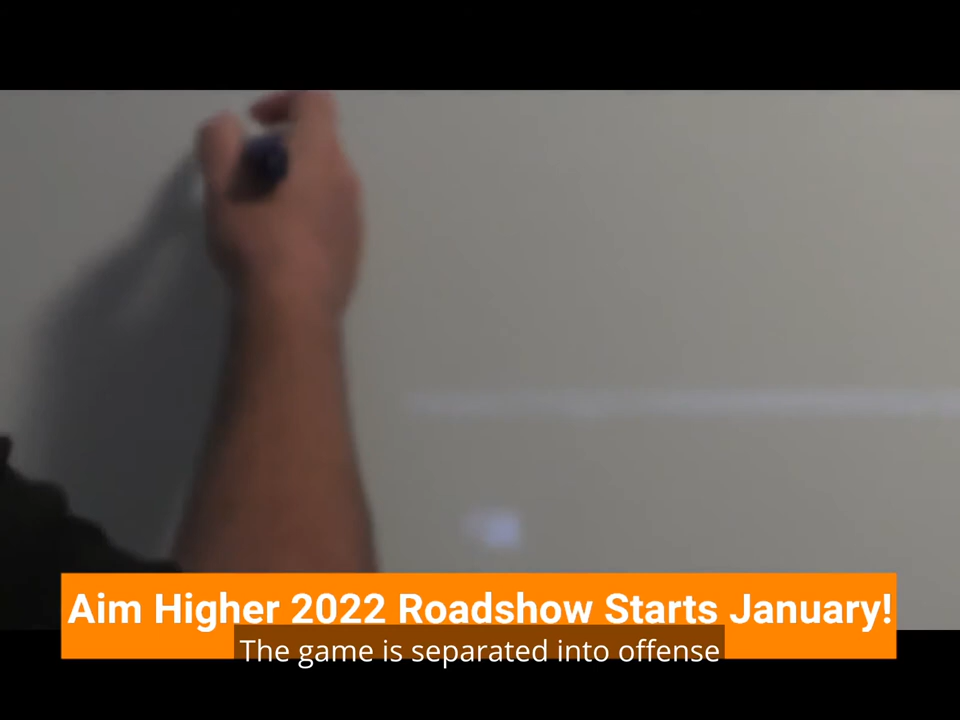 Aim Higher 2022 Roadshow Starts January!
The game is separated into offense